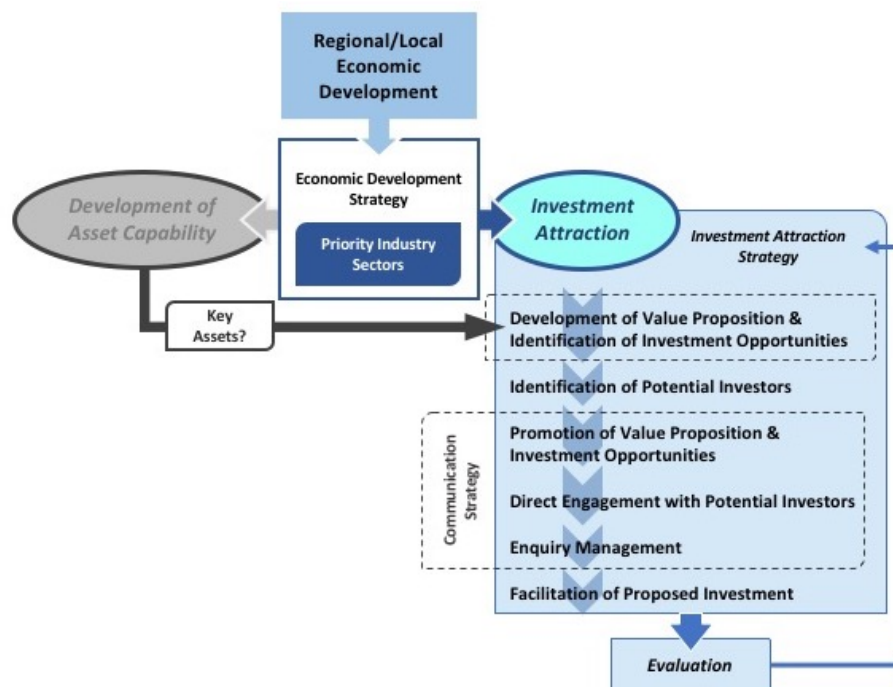 Regional/Local
Economic
Development
Economic Development
Strategy
Priority Industry
Sectors
Development of
Asset Capability
Investment
Attraction
Investment Attraction
Strategy
Key
Assets?
Development of Value Proposition &
Identification of Investment Opportunities
Identification of Potential Investors
Communication
Strategy
Promotion of Value Proposition &
Investment Opportunities
Direct Engagement with Potential Investors
Enquiry Management
Facilitation of Proposed Investment
Evaluation